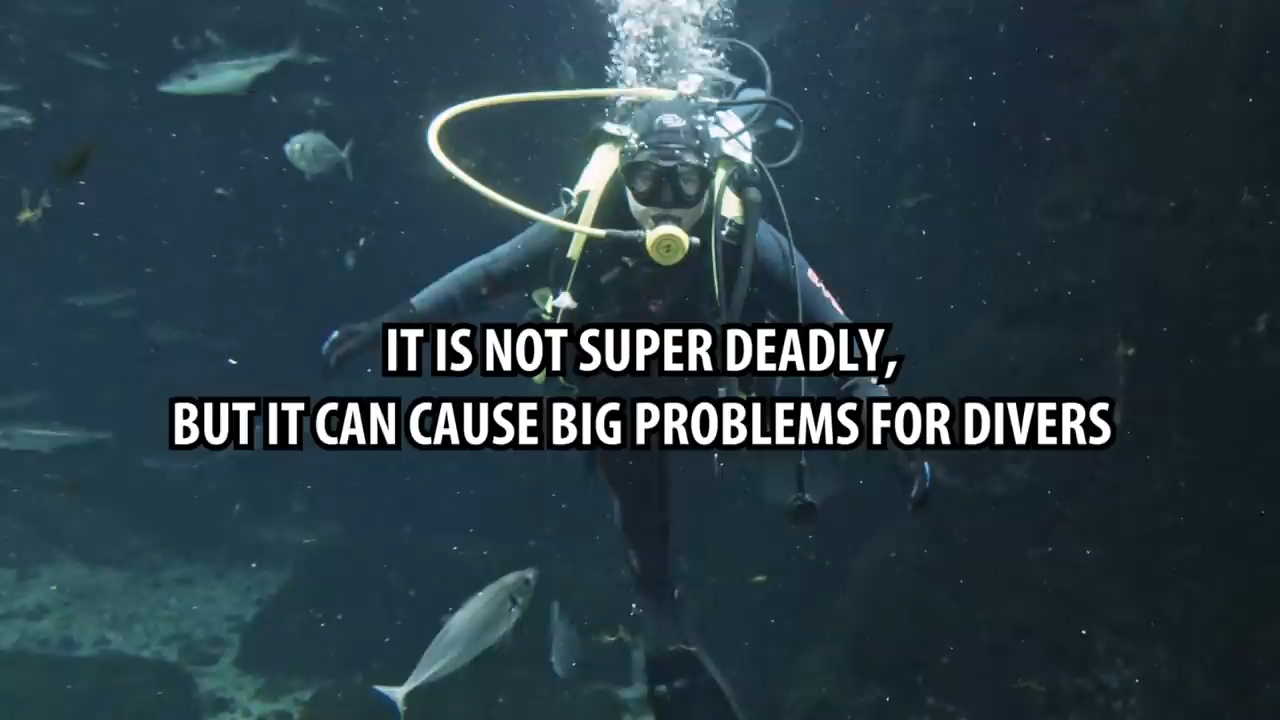 IT IS NOT SUPER DEADLY,
BUT IT CAN CAUSE BIG PROBLEMS FOR DIVERS